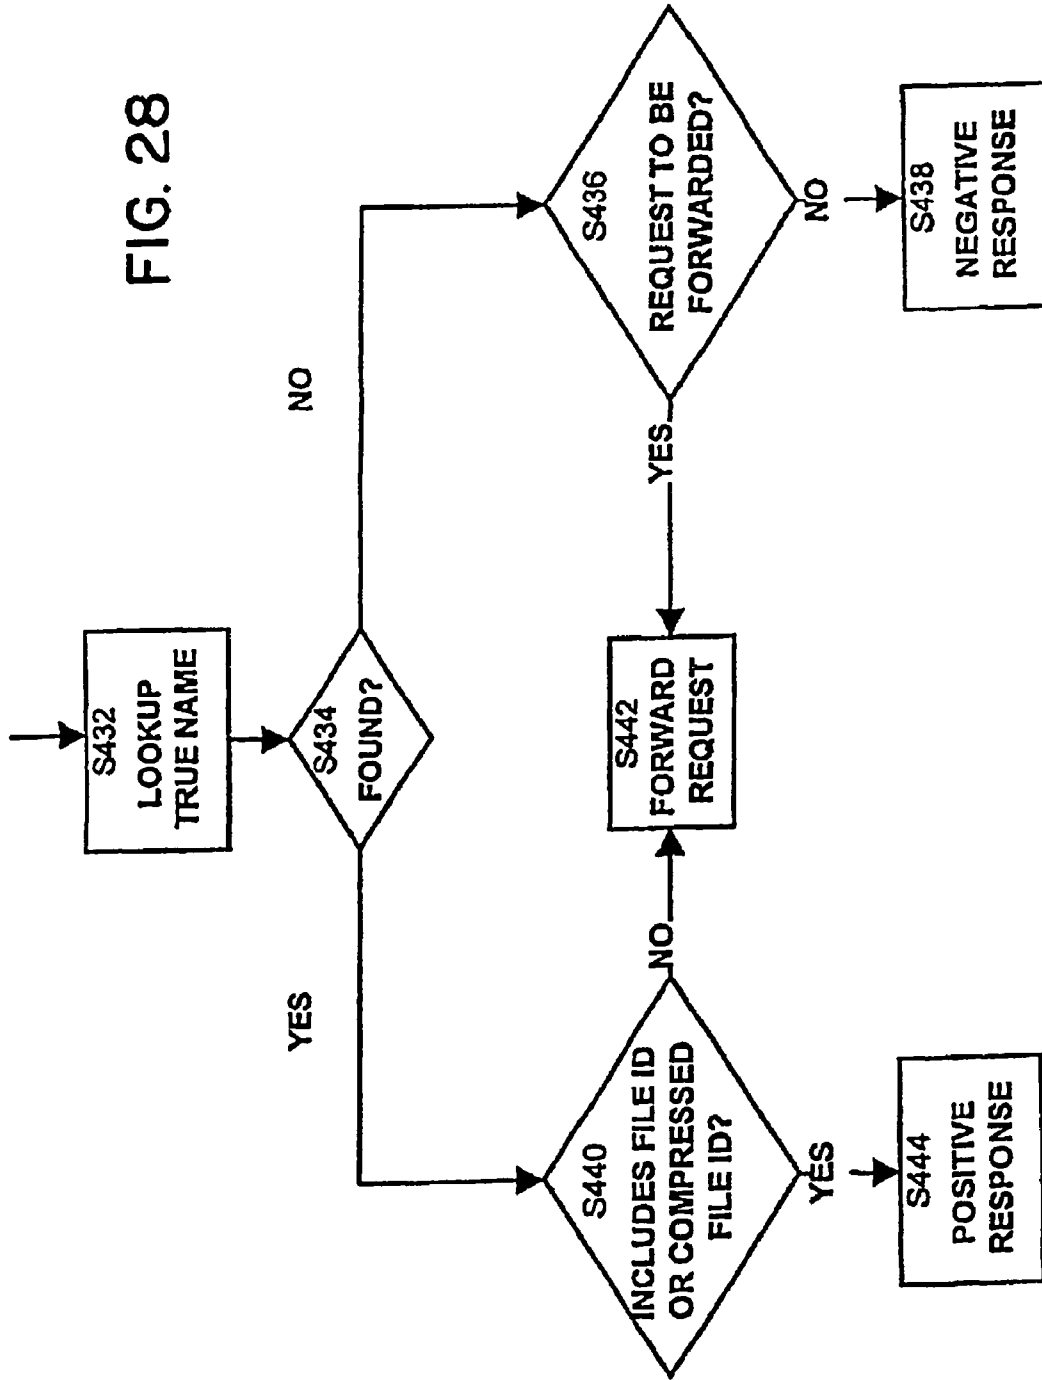 FIG. 28
S432
LOOKUP
TRUE NAME
S434
FOUND?
YES
NO
S440
INCLUDES FILE ID
OR COMPRESSED
FILE ID?
NO
YES
S442
FORWARD
REQUEST
S436
REQUEST TO BE
FORWARDED?
YES
NO
S444
POSITIVE
RESPONSE
S438
NEGATIVE
RESPONSE